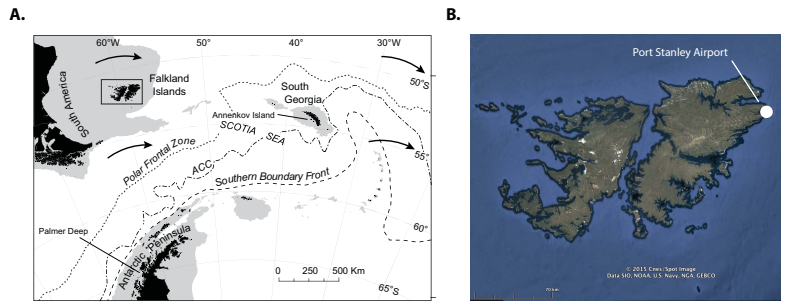 A.
B.
60°W
50°
40°
30°W
50°S
55°
60°
65°S
South America
Falkland
Islands
South
Georgia
Annenkov Island
SCOTIA SEA
Polar Frontal Zone
ACC
Southern Boundary Front
Palmer Deep
Antarctic Peninsula
0 250 500 Km
Port Stanley Airport
© 2015 Cnes/Spot Image
Data SIO, NOAA, U.S. Navy, NGA, GEBCO
70 km